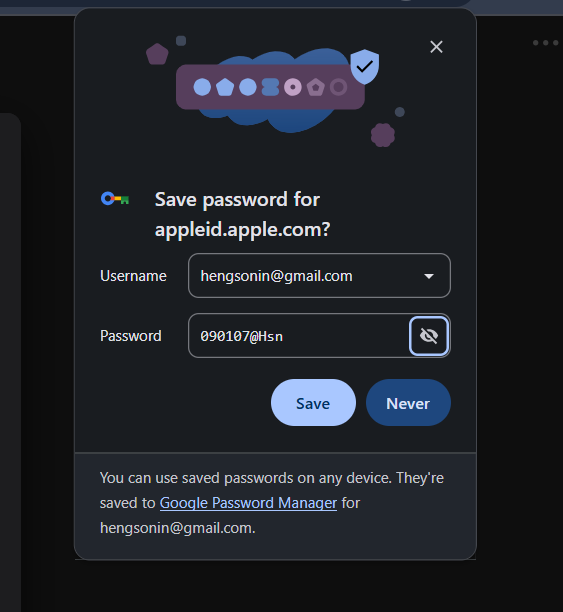 Save password for
appleid.apple.com?
Username
hengsonin@gmail.com
Password
090107@Hsn
Save
Never
You can use saved passwords on any device. They're
saved to Google Password Manager for
hengsonin@gmail.com.